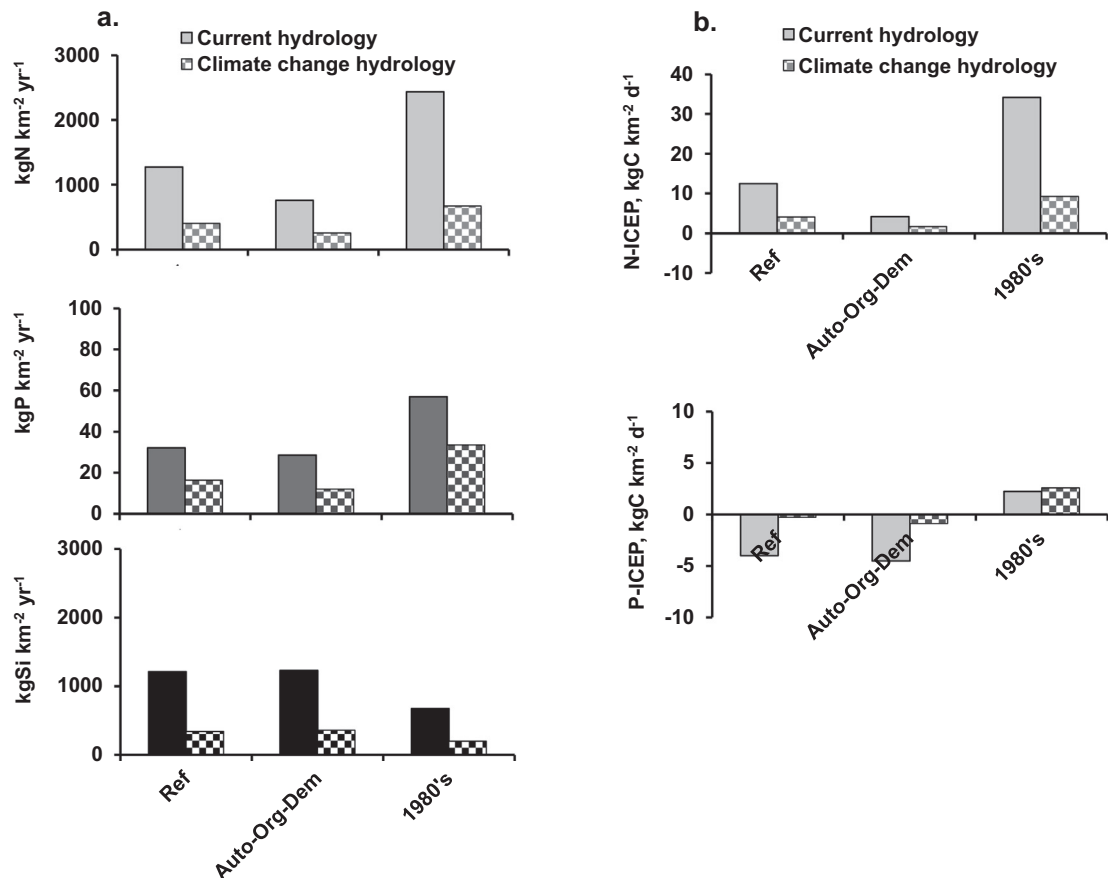 a.
Current hydrology
Climate change hydrology
kgN km-2 yr-1
3000
2000
1000
0
kgP km-2 yr-1
100
80
60
40
20
0
kgSi km-2 yr-1
3000
2000
1000
0
Ref
Auto-Org-Dem
1980's
b.
Current hydrology
Climate change hydrology
N-ICEP, kgC km-2 d-1
40
30
20
10
0
-10
Ref
Auto-Org-Dem
1980's
P-ICEP, kgC km-2 d-1
10
5
0
-5
-10
Ref
Auto-Org-Dem
1980's